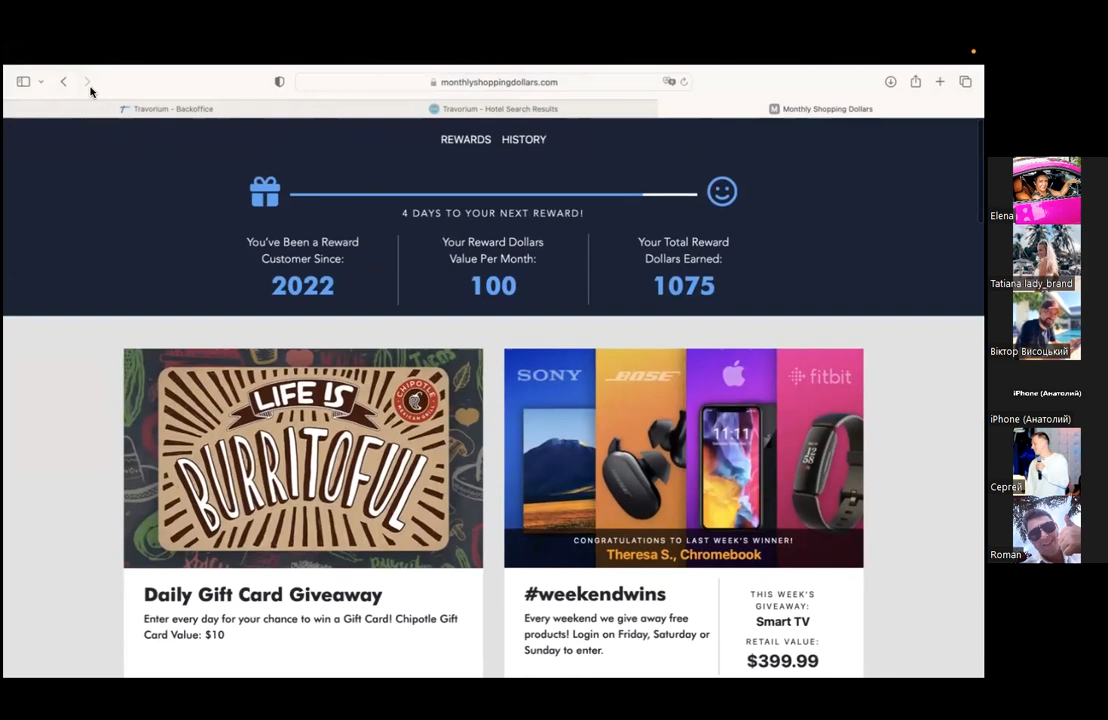 monthlyshoppingdollars.com
Travorium - Backoffice
Travorium - Hotel Search Results
M Monthly Shopping Dollars
REWARDS HISTORY
4 DAYS TO YOUR NEXT REWARD!
You've Been a Reward
Customer Since:
2022
Your Reward Dollars
Value Per Month:
100
Your Total Reward
Dollars Earned:
1075
LIFE IS
BURRITOFUL
CHIPOTLE
SONY
BOSE
fitbit
11:11
CONGRATULATIONS TO LAST WEEK'S WINNER!
Theresa S., Chromebook
Daily Gift Card Giveaway
Enter every day for your chance to win a Gift Card! Chipotle Gift
Card Value: $10
#weekendwins
Every weekend we give away free
products! Login on Friday, Saturday or
Sunday to enter.
THIS WEEK'S
GIVEAWAY:
Smart TV
RETAIL VALUE:
$399.99
Elena
Tatiana lady_brand
Віктор Висоцький
iPhone (Анатолий)
iPhone (Анатолий)
Сергей
Roman